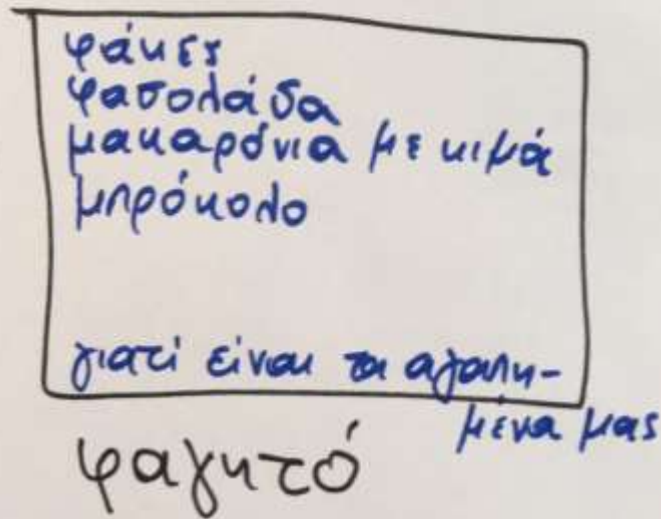 φάκες
φασολάδα
μακαρόνια με κιμά
μπρόκολο
γιατί είναι τα αγαπη-
μένα μας
φαγητό